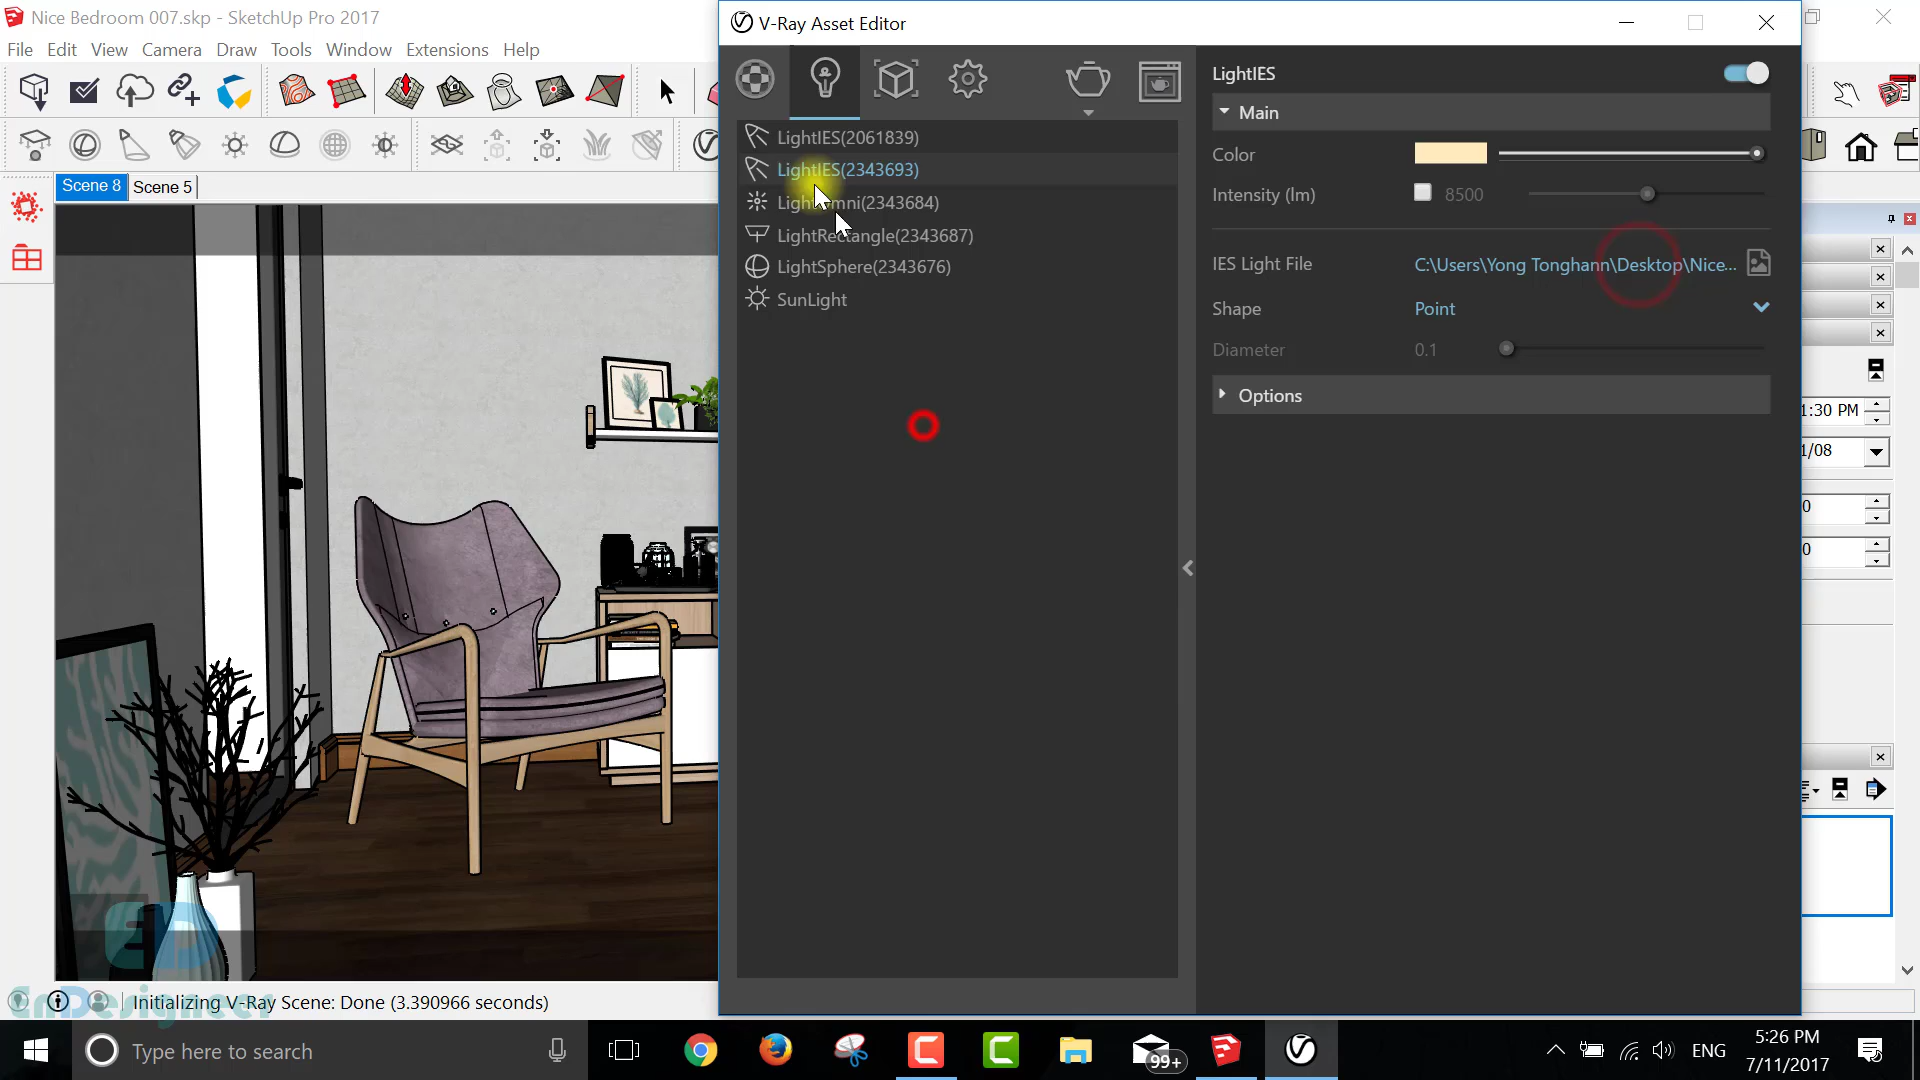 Nice Bedroom 007.skp - SketchUp Pro 2017
File Edit View Camera Draw Tools Window Extensions Help
Scene 8 Scene 5
V-Ray Asset Editor
LightIES(2061839)
LightIES(2343693)
LightOmni(2343684)
LightRectangle(2343687)
LightSphere(2343676)
SunLight
LightIES
Main
Color
Intensity (lm) 8500
IES Light File C:\Users\Yong Tonghann\Desktop\Nice...
Shape Point
Diameter 0.1
Options
1:30 PM
1/08
0
0
EnDesigneer
Initializing V-Ray Scene: Done (3.390966 seconds)
Type here to search
99+
ENG
5:26 PM
7/11/2017